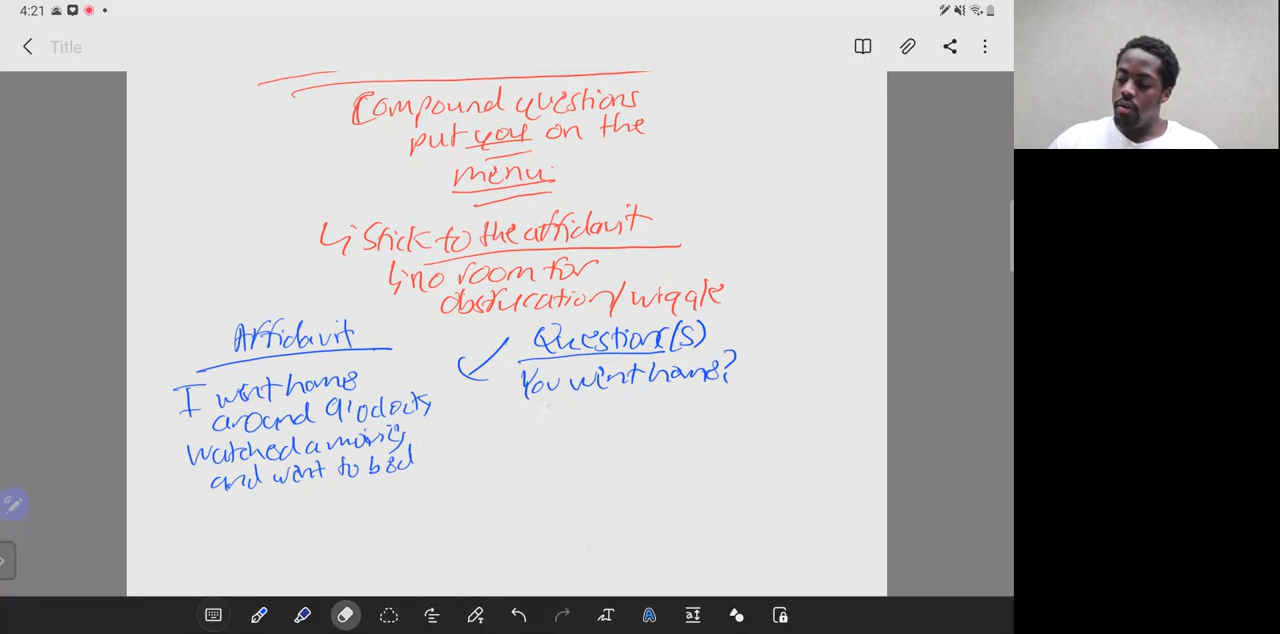 4:21
Title
Compound questions
put you on the
menu.
↳ Stick to the affidavit
↳ no room for
obsfucation/wiggle
Affidavit
Question(s)
I went home
around 9 o'clock,
watched a movie,
and went to bed
You went home?